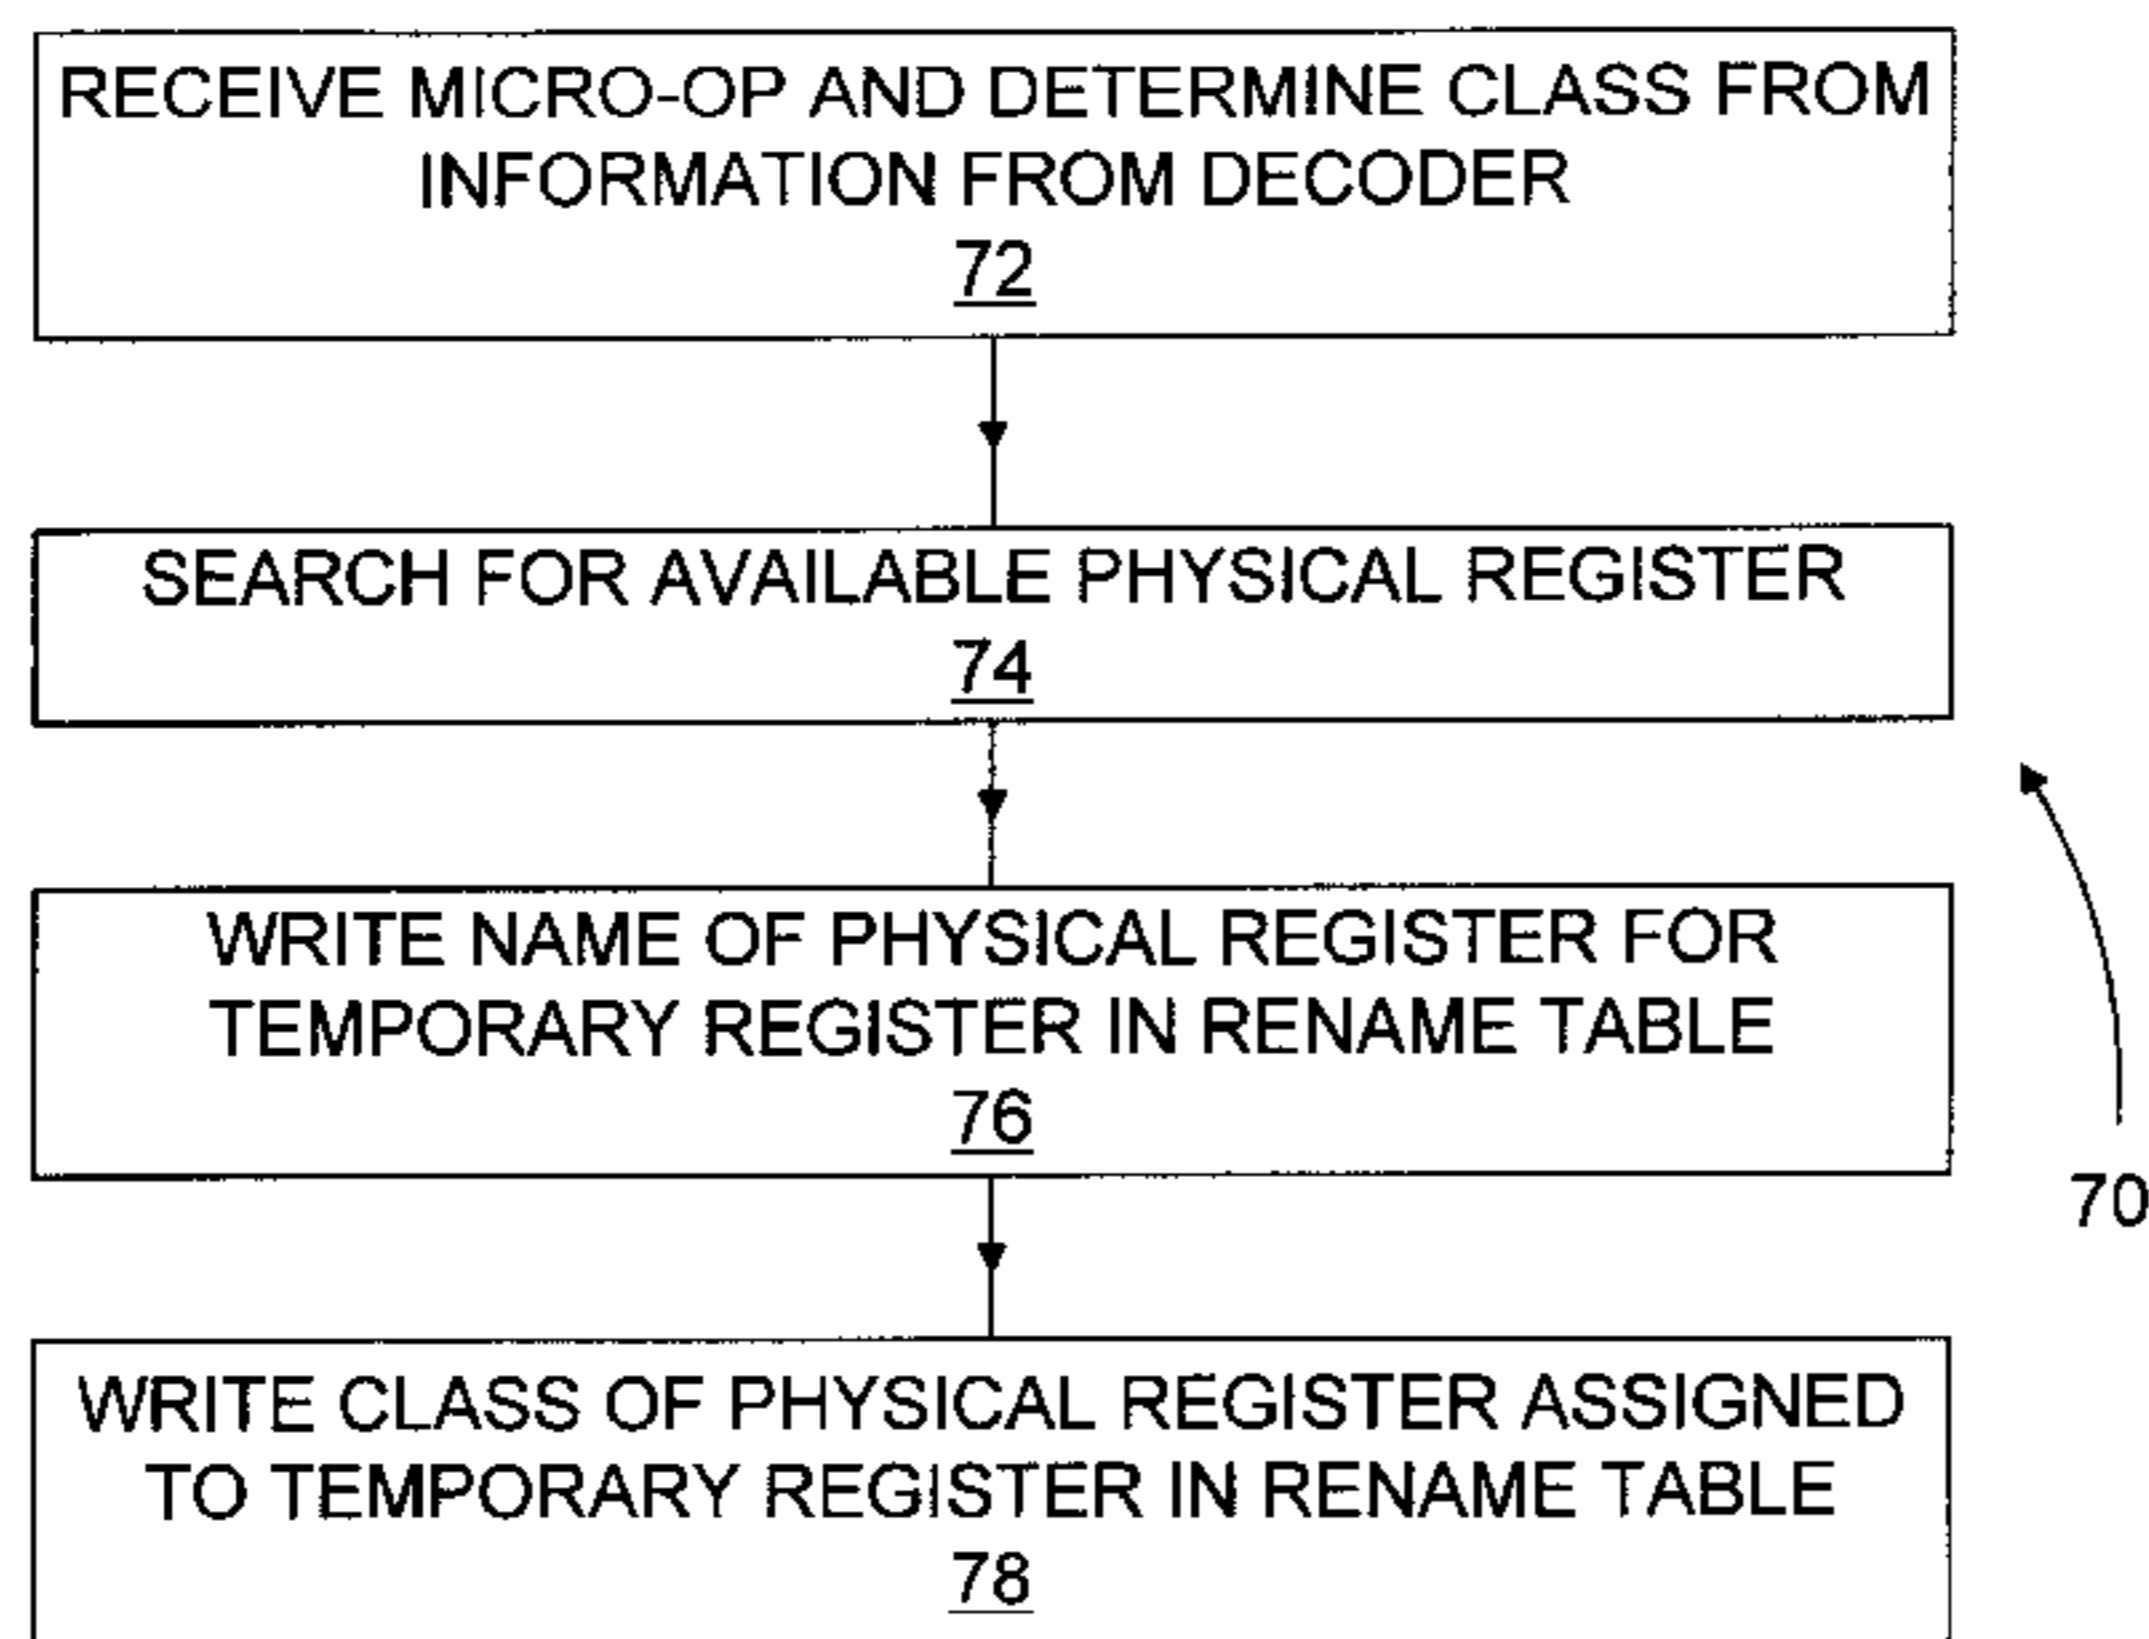 RECEIVE MICRO-OP AND DETERMINE CLASS FROM
INFORMATION FROM DECODER
72
SEARCH FOR AVAILABLE PHYSICAL REGISTER
74
WRITE NAME OF PHYSICAL REGISTER FOR
TEMPORARY REGISTER IN RENAME TABLE
76
70
WRITE CLASS OF PHYSICAL REGISTER ASSIGNED
TO TEMPORARY REGISTER IN RENAME TABLE
78